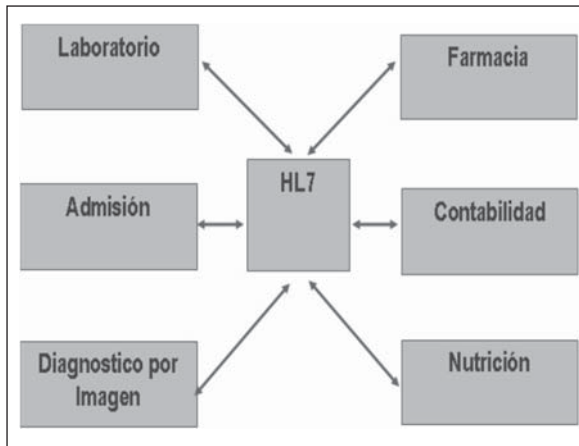 Laboratorio
Farmacia
HL7
Admisión
Contabilidad
Diagnostico por
Imagen
Nutrición